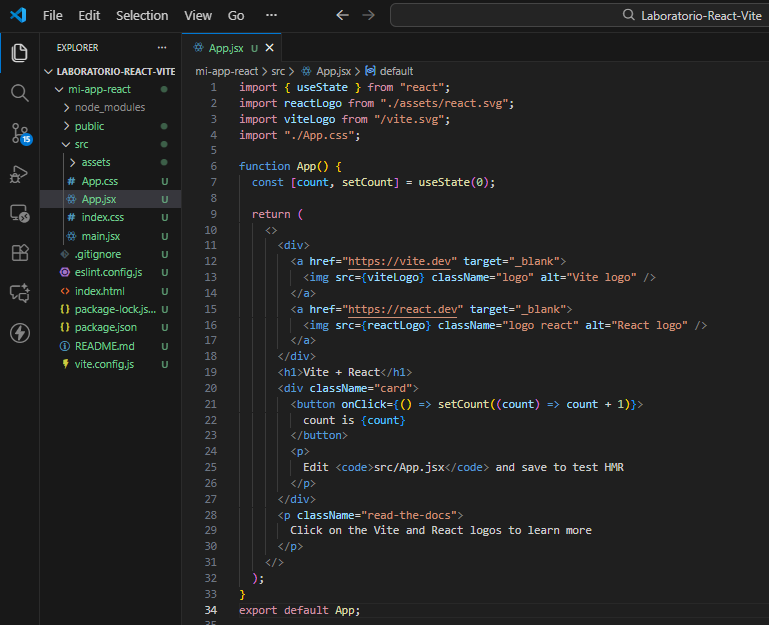 File Edit Selection View Go ··· ← → Laboratorio-React-Vite
EXPLORER ···
LABORATORIO-REACT-VITE
mi-app-react
node_modules
public
src
assets
# App.css U
App.jsx U
# index.css U
main.jsx U
.gitignore U
eslint.config.js U
<> index.html U
{} package-lock.js... U
{} package.json U
README.md U
vite.config.js U
15
App.jsx U ×
mi-app-react > src > App.jsx > default
1 import { useState } from "react";
2 import reactLogo from "./assets/react.svg";
3 import viteLogo from "/vite.svg";
4 import "./App.css";
5
6 function App() {
7   const [count, setCount] = useState(0);
8
9   return (
10     <>
11       <div>
12         <a href="https://vite.dev" target="_blank">
13           <img src={viteLogo} className="logo" alt="Vite logo" />
14         </a>
15         <a href="https://react.dev" target="_blank">
16           <img src={reactLogo} className="logo react" alt="React logo" />
17         </a>
18       </div>
19       <h1>Vite + React</h1>
20       <div className="card">
21         <button onClick={() => setCount((count) => count + 1)}>
22           count is {count}
23         </button>
24         <p>
25           Edit <code>src/App.jsx</code> and save to test HMR
26         </p>
27       </div>
28       <p className="read-the-docs">
29         Click on the Vite and React logos to learn more
30       </p>
31     </>
32   );
33 }
34 export default App;
35